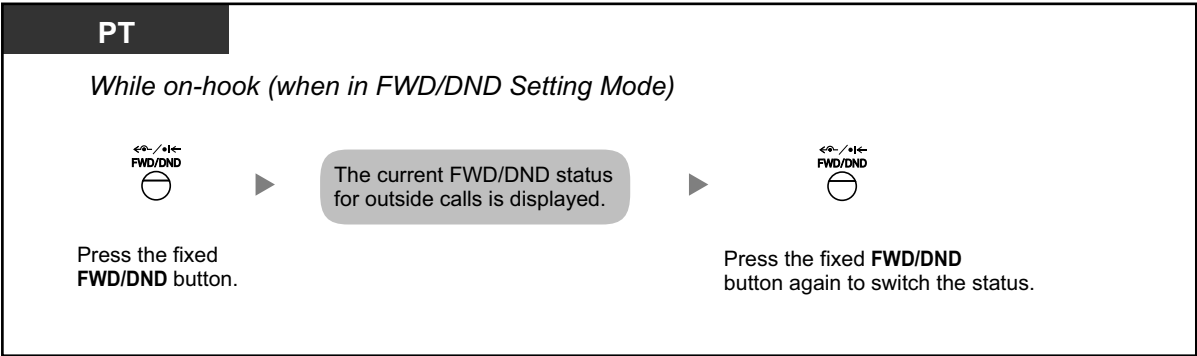 PT
While on-hook (when in FWD/DND Setting Mode)
FWD/DND
The current FWD/DND status
for outside calls is displayed.
FWD/DND
Press the fixed
FWD/DND button.
Press the fixed FWD/DND
button again to switch the status.